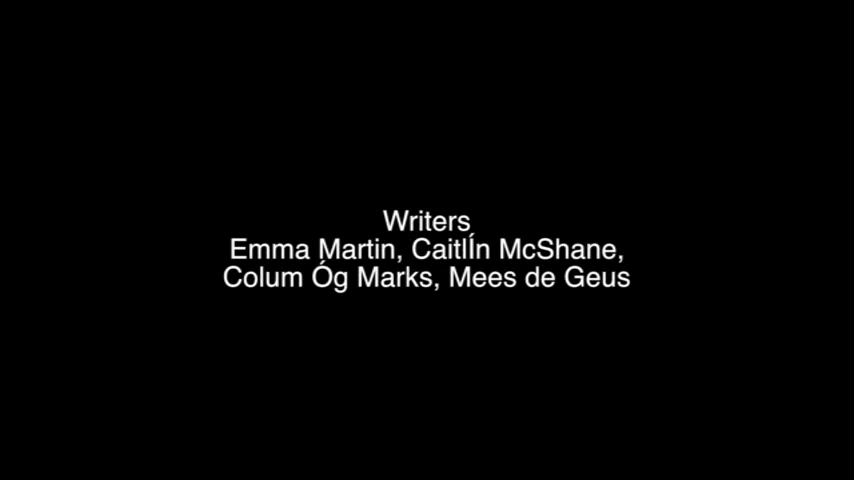 Writers
Emma Martin, CaitlÍn McShane,
Colum Óg Marks, Mees de Geus